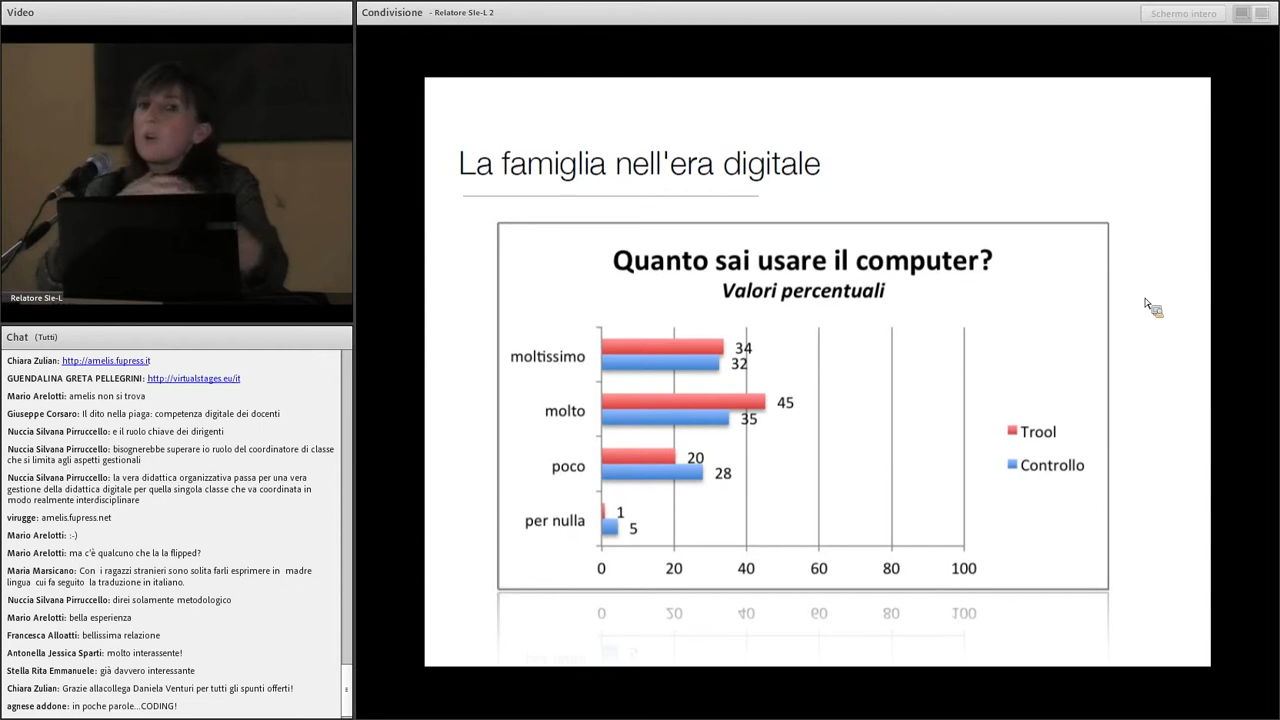 Video
Relatore SIe-L
Chat (Tutti)
Chiara Zulian: http://amelis.fupress.it
GUENDALINA GRETA PELLEGRINI: http://virtualstages.eu/it
Mario Arelotti: amelis non si trova
Giuseppe Corsaro: Il dito nella piaga: competenza digitale dei docenti
Nuccia Silvana Pirruccello: e il ruolo chiave dei dirigenti
Nuccia Silvana Pirruccello: bisognerebbe superare io ruolo del coordinatore di classe
che si limita agli aspetti gestionali
Nuccia Silvana Pirruccello: la vera didattica organizzativa passa per una vera
gestione della didattica digitale per quella singola classe che va coordinata in
modo realmente interdisciplinare
virugge: amelis.fupress.net
Mario Arelotti: :-)
Mario Arelotti: ma c'è qualcuno che la la flipped?
Maria Marsicano: Con i ragazzi stranieri sono solita farli esprimere in madre
lingua cui fa seguito la traduzione in italiano.
Nuccia Silvana Pirruccello: direi solamente metodologico
Mario Arelotti: bella esperienza
Francesca Alloatti: bellissima relazione
Antonella Jessica Sparti: molto interassente!
Stella Rita Emmanuele: già davvero interessante
Chiara Zulian: Grazie allacollega Daniela Venturi per tutti gli spunti offerti!
agnese addone: in poche parole...CODING!
Condivisione - Relatore SIe-L 2
Schermo intero
La famiglia nell'era digitale
Quanto sai usare il computer?
Valori percentuali
moltissimo
34
32
molto
45
35
poco
20
28
per nulla
1
5
0 20 40 60 80 100
Trool
Controllo